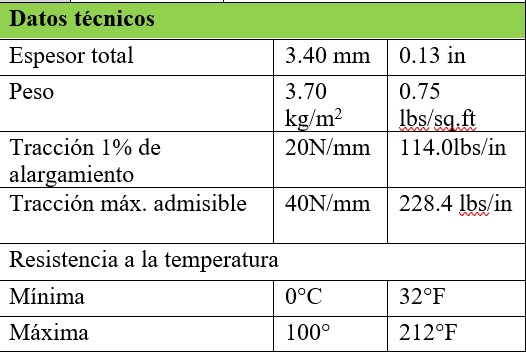 Datos técnicos
Espesor total 3.40 mm 0.13 in
Peso 3.70 kg/m² 0.75 lbs/sq.ft
Tracción 1% de alargamiento 20N/mm 114.0lbs/in
Tracción máx. admisible 40N/mm 228.4 lbs/in
Resistencia a la temperatura
Mínima 0°C 32°F
Máxima 100° 212°F